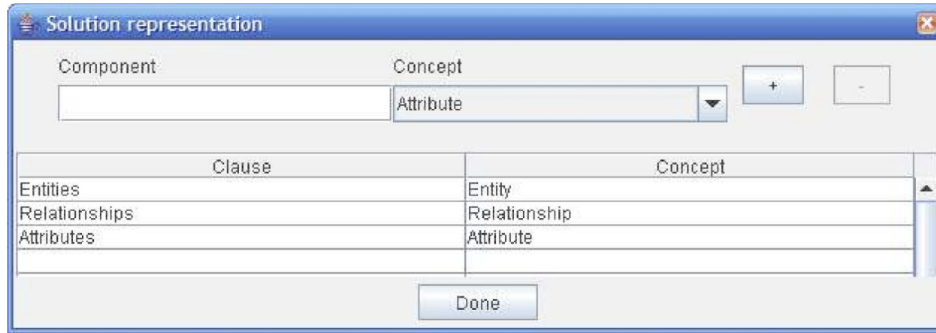 Solution representation
Component Concept
Attribute
+ -
Clause Concept
Entities Entity
Relationships Relationship
Attributes Attribute
Done